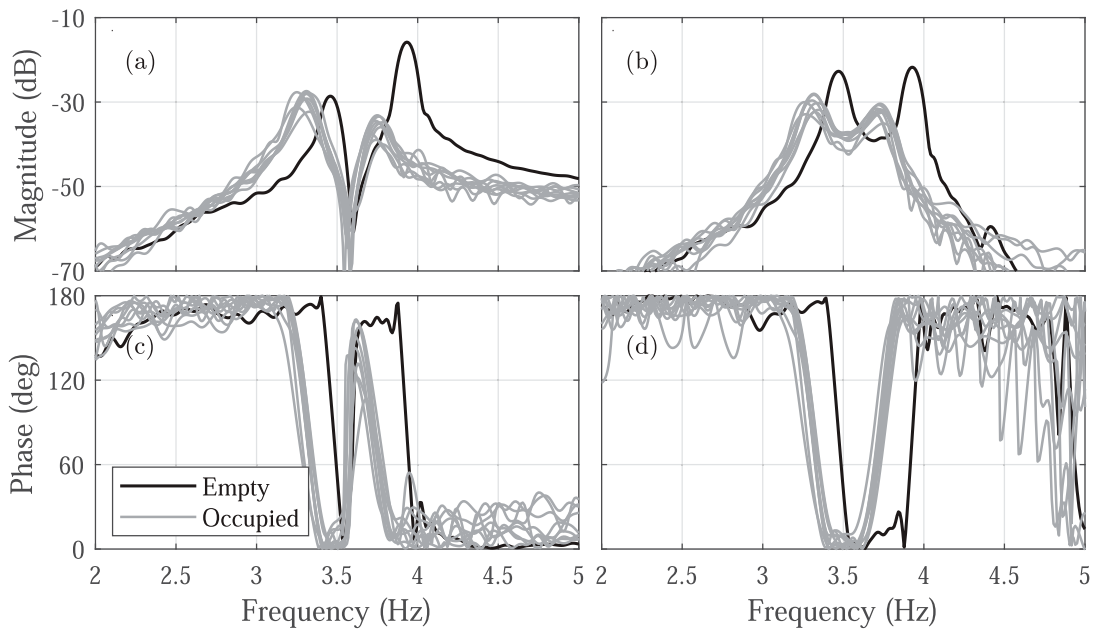 -10
-30
-50
-70
Magnitude (dB)
(a)
(b)
180
120
60
0
Phase (deg)
(c)
(d)
Empty
Occupied
2 2.5 3 3.5 4 4.5 5
2 2.5 3 3.5 4 4.5 5
Frequency (Hz)
Frequency (Hz)